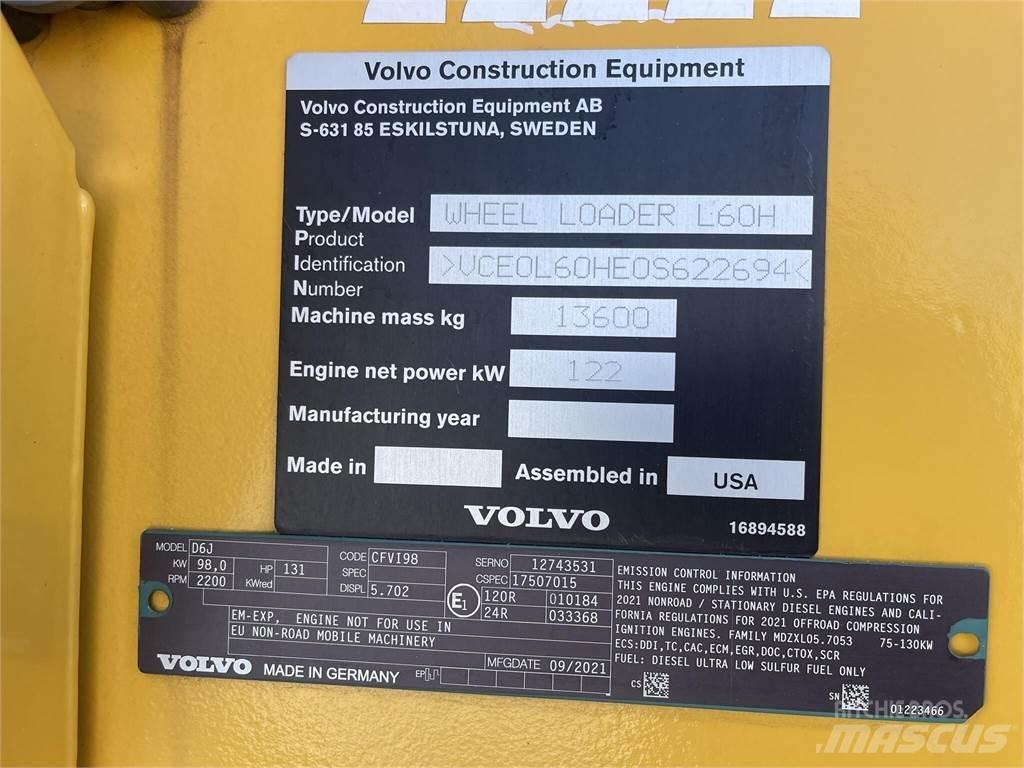 Volvo Construction Equipment
Volvo Construction Equipment AB
S-631 85 ESKILSTUNA, SWEDEN
Type/Model WHEEL LOADER L60H
Product
Identification >VCE0L60HE0S622694<
Number
Machine mass kg 13600
Engine net power kW 122
Manufacturing year
Made in Assembled in USA
VOLVO
16894588
MODEL D6J CODE CFVI98 SERNO 12743531
KW 98,0 HP 131 SPEC CSPEC 17507015
RPM 2200 KWred DISPL 5.702 E1 120R 010184
24R 033368
EM-EXP, ENGINE NOT FOR USE IN
EU NON-ROAD MOBILE MACHINERY
MFGDATE 09/2021
VOLVO MADE IN GERMANY EP
EMISSION CONTROL INFORMATION
THIS ENGINE COMPLIES WITH U.S. EPA REGULATIONS FOR
2021 NONROAD / STATIONARY DIESEL ENGINES AND CALI-
FORNIA REGULATIONS FOR 2021 OFFROAD COMPRESSION
IGNITION ENGINES. FAMILY MDZXL05.7053 75-130KW
ECS:DDI,TC,CAC,ECM,EGR,DOC,CTOX,SCR
FUEL: DIESEL ULTRA LOW SULFUR FUEL ONLY
CS SN 01223466
RITCHIE BROS.
MASCUS